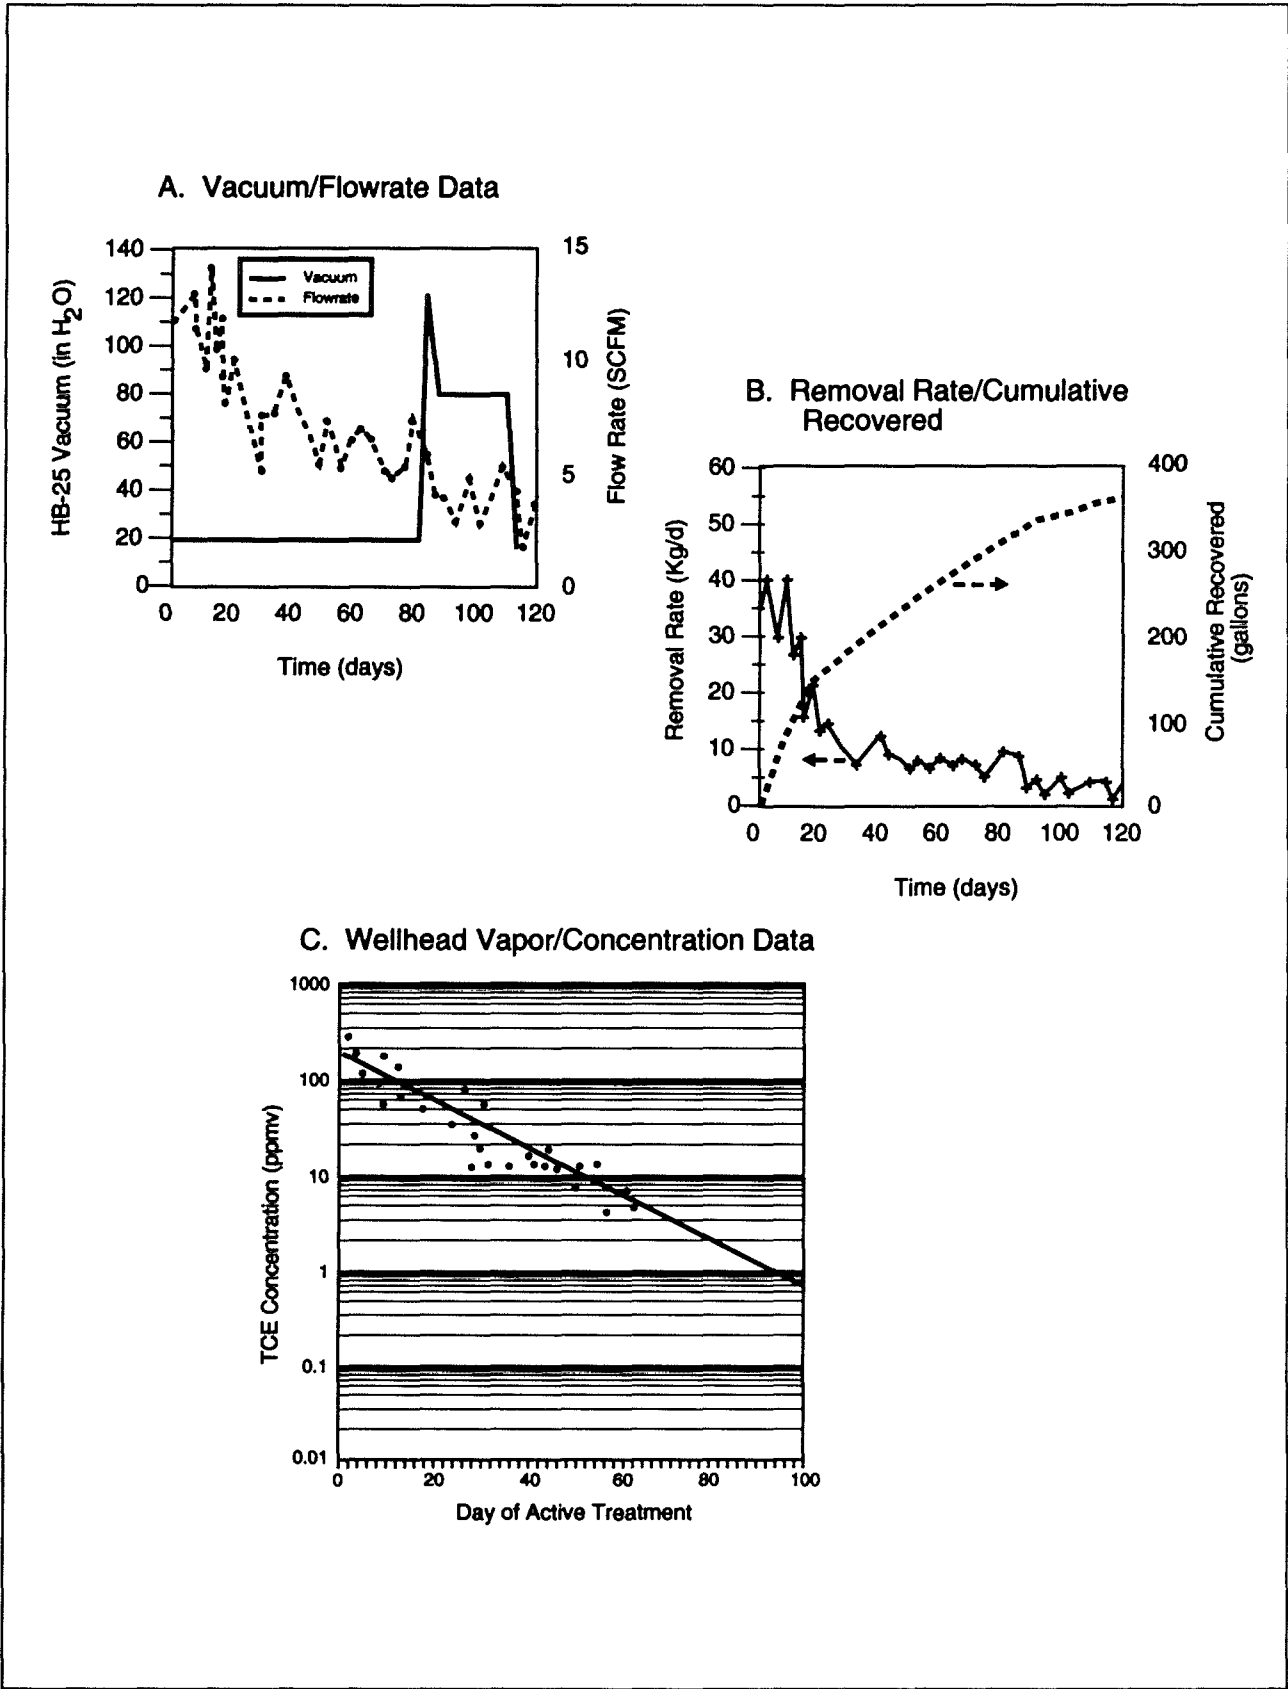 A. Vacuum/Flowrate Data
HB-25 Vacuum (in H2O)
140
120
100
80
60
40
20
0
Vacuum
Flowrate
15
10
5
0
Flow Rate (SCFM)
0 20 40 60 80 100 120
Time (days)
B. Removal Rate/Cumulative
Recovered
Removal Rate (Kg/d)
60
50
40
30
20
10
0
400
300
200
100
0
Cumulative Recovered
(gallons)
0 20 40 60 80 100 120
Time (days)
C. Wellhead Vapor/Concentration Data
TCE Concentration (ppmv)
1000
100
10
1
0.1
0.01
0 20 40 60 80 100
Day of Active Treatment